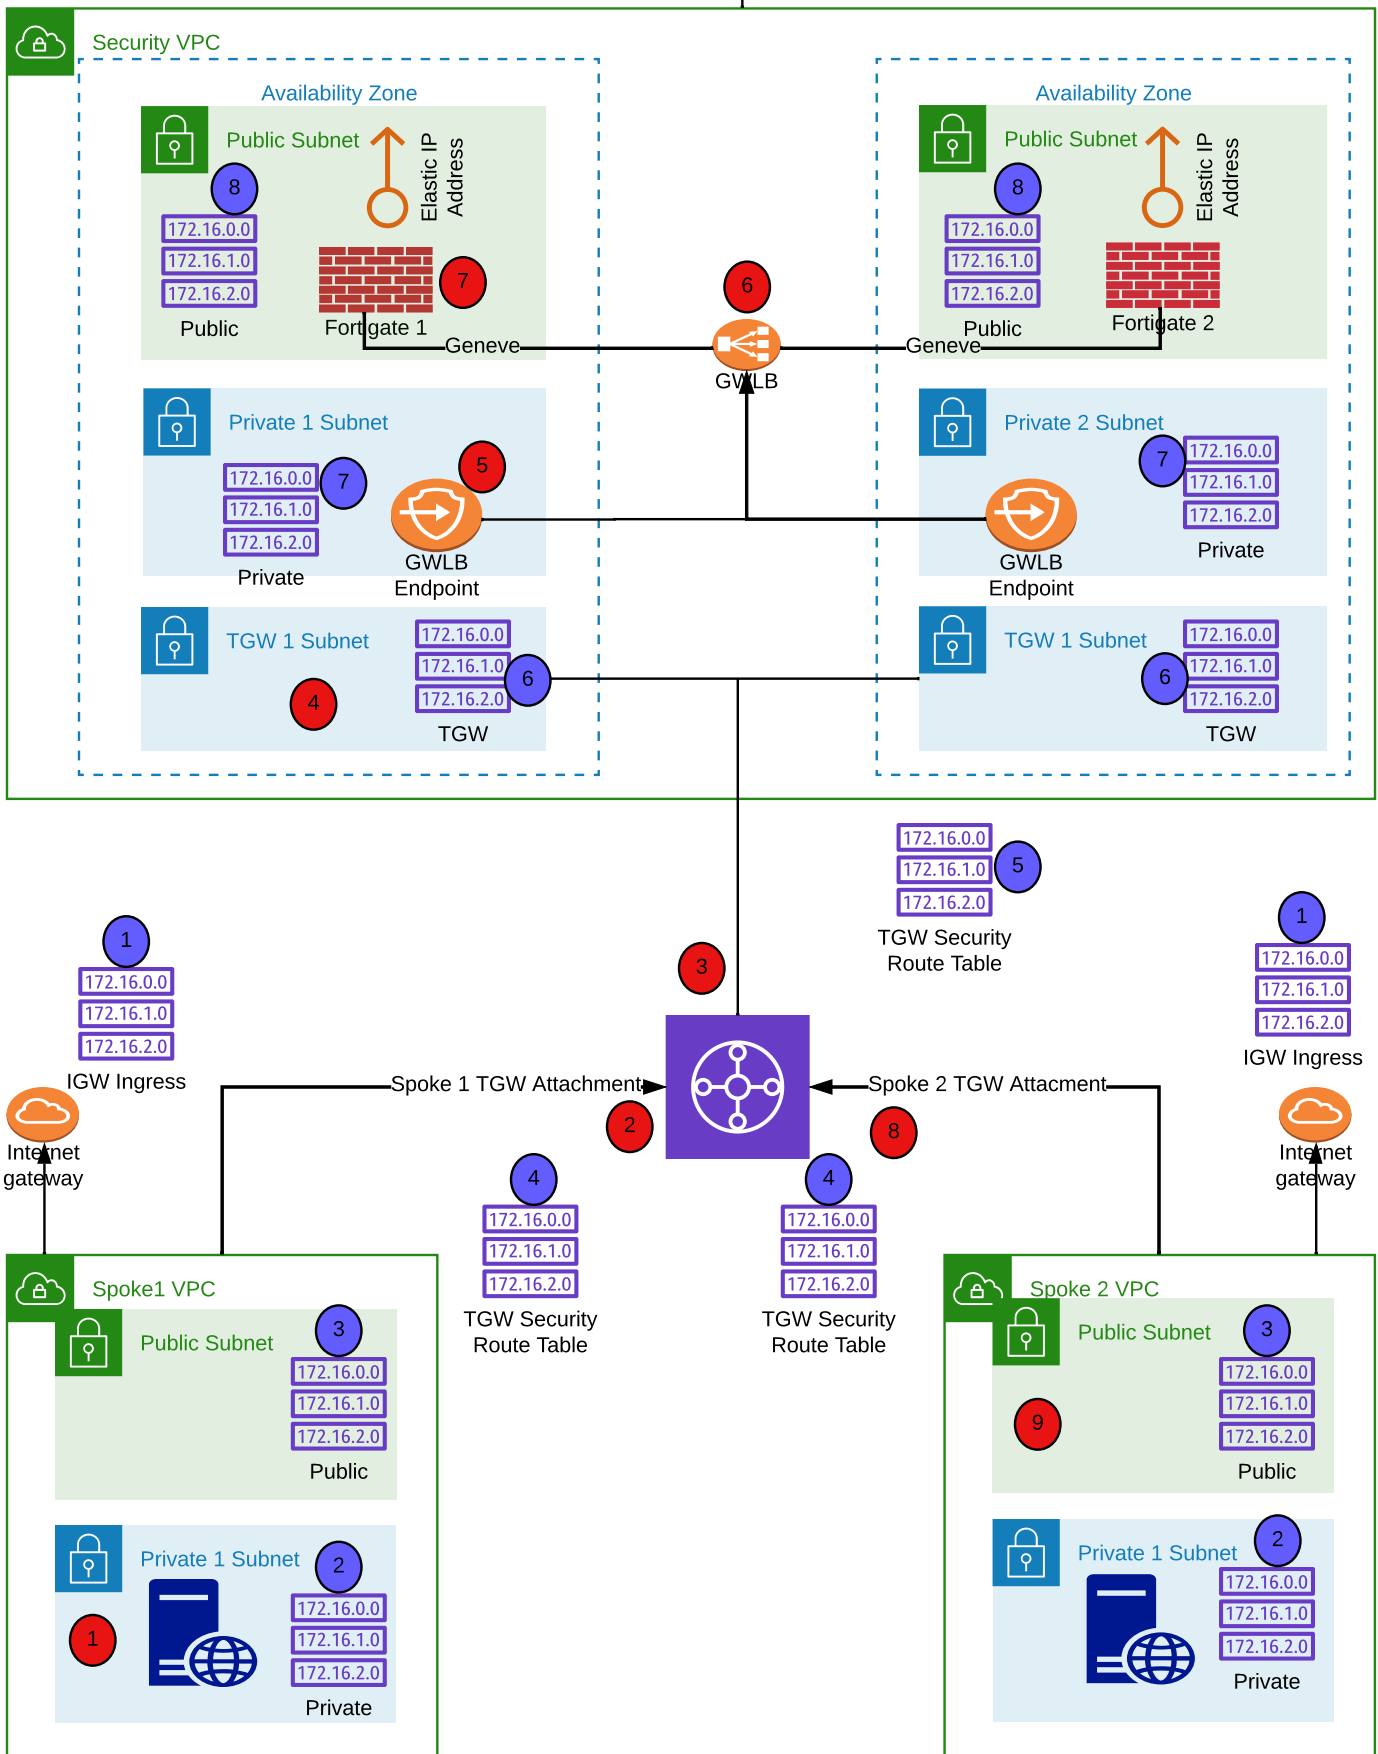 Security VPC
Availability Zone
Public Subnet
8
172.16.0.0
172.16.1.0
172.16.2.0
Public
Elastic IP
Address
7
Fortigate 1
Geneve
6
GWLB
Availability Zone
Public Subnet
8
172.16.0.0
172.16.1.0
172.16.2.0
Public
Elastic IP
Address
Fortigate 2
Geneve
Private 1 Subnet
172.16.0.0
172.16.1.0
172.16.2.0
7
Private
5
GWLB
Endpoint
Private 2 Subnet
GWLB
Endpoint
7
172.16.0.0
172.16.1.0
172.16.2.0
Private
TGW 1 Subnet
4
172.16.0.0
172.16.1.0
172.16.2.0
6
TGW
TGW 1 Subnet
6
172.16.0.0
172.16.1.0
172.16.2.0
TGW
172.16.0.0
172.16.1.0
172.16.2.0
5
TGW Security
Route Table
1
172.16.0.0
172.16.1.0
172.16.2.0
IGW Ingress
Internet
gateway
3
1
172.16.0.0
172.16.1.0
172.16.2.0
IGW Ingress
Internet
gateway
Spoke 1 TGW Attachment
2
Spoke 2 TGW Attacment
8
4
172.16.0.0
172.16.1.0
172.16.2.0
TGW Security
Route Table
4
172.16.0.0
172.16.1.0
172.16.2.0
TGW Security
Route Table
Spoke1 VPC
Public Subnet
3
172.16.0.0
172.16.1.0
172.16.2.0
Public
Private 1 Subnet
2
1
172.16.0.0
172.16.1.0
172.16.2.0
Private
Spoke 2 VPC
Public Subnet
3
9
172.16.0.0
172.16.1.0
172.16.2.0
Public
Private 1 Subnet
2
172.16.0.0
172.16.1.0
172.16.2.0
Private